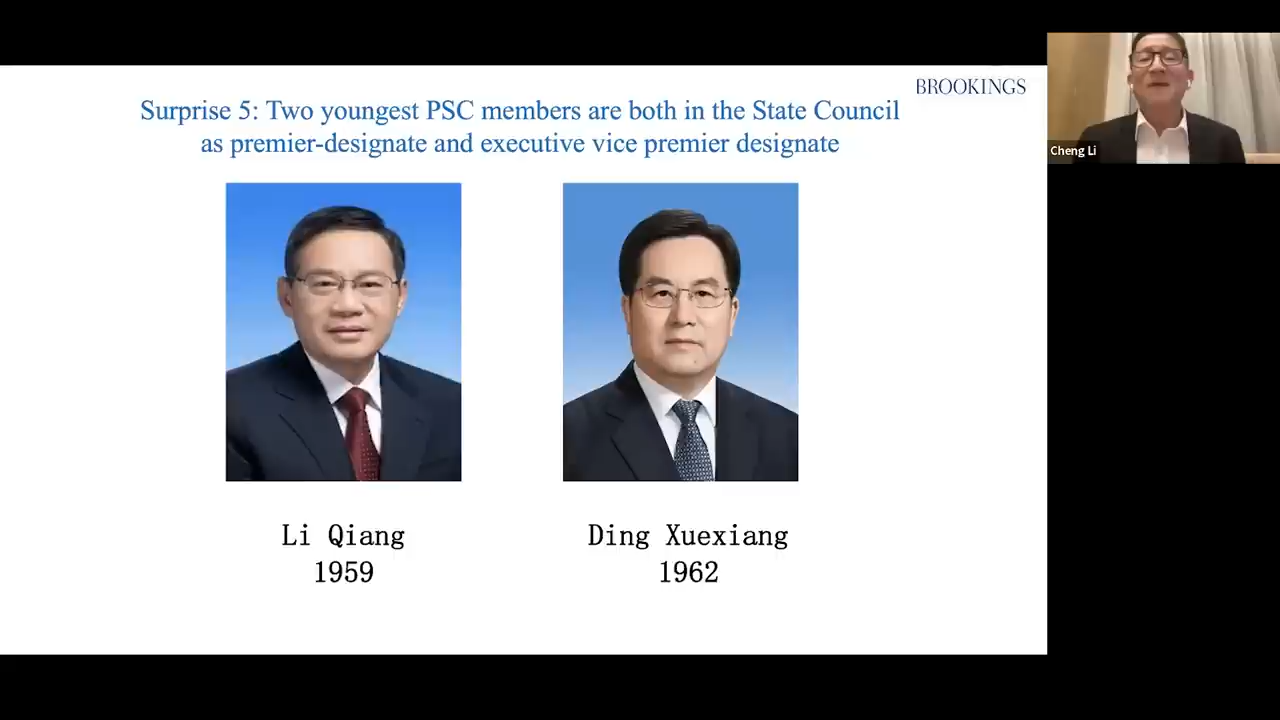 BROOKINGS
Surprise 5: Two youngest PSC members are both in the State Council
as premier-designate and executive vice premier designate
Li Qiang
1959
Ding Xuexiang
1962
Cheng Li